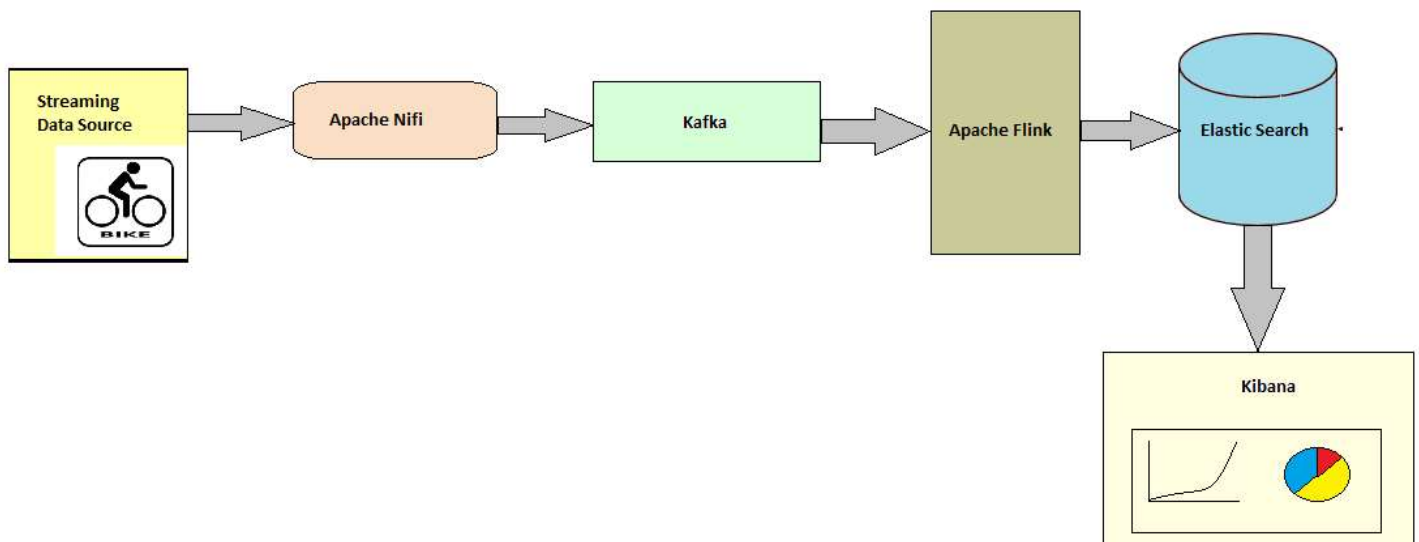 Streaming
Data Source
BIKE
Apache Nifi
Kafka
Apache Flink
Elastic Search
Kibana